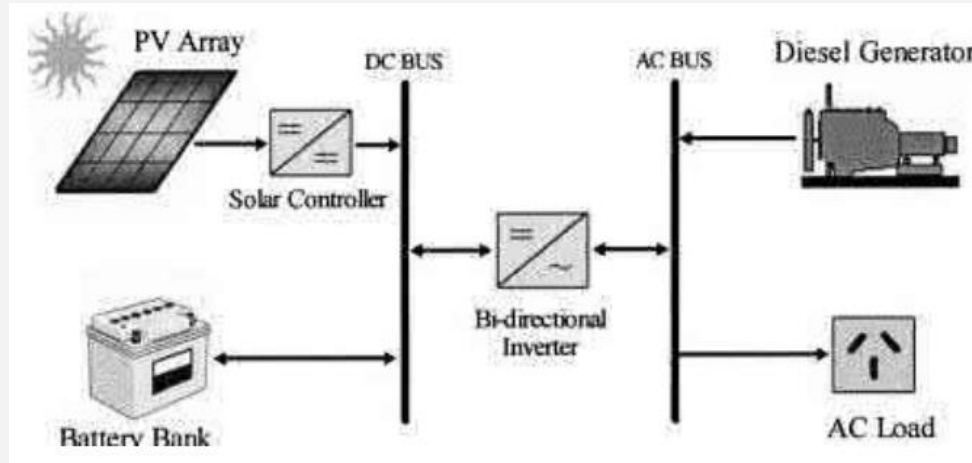 PV Array
DC BUS
AC BUS
Diesel Generator
Solar Controller
Bi-directional
Inverter
Battery Bank
AC Load